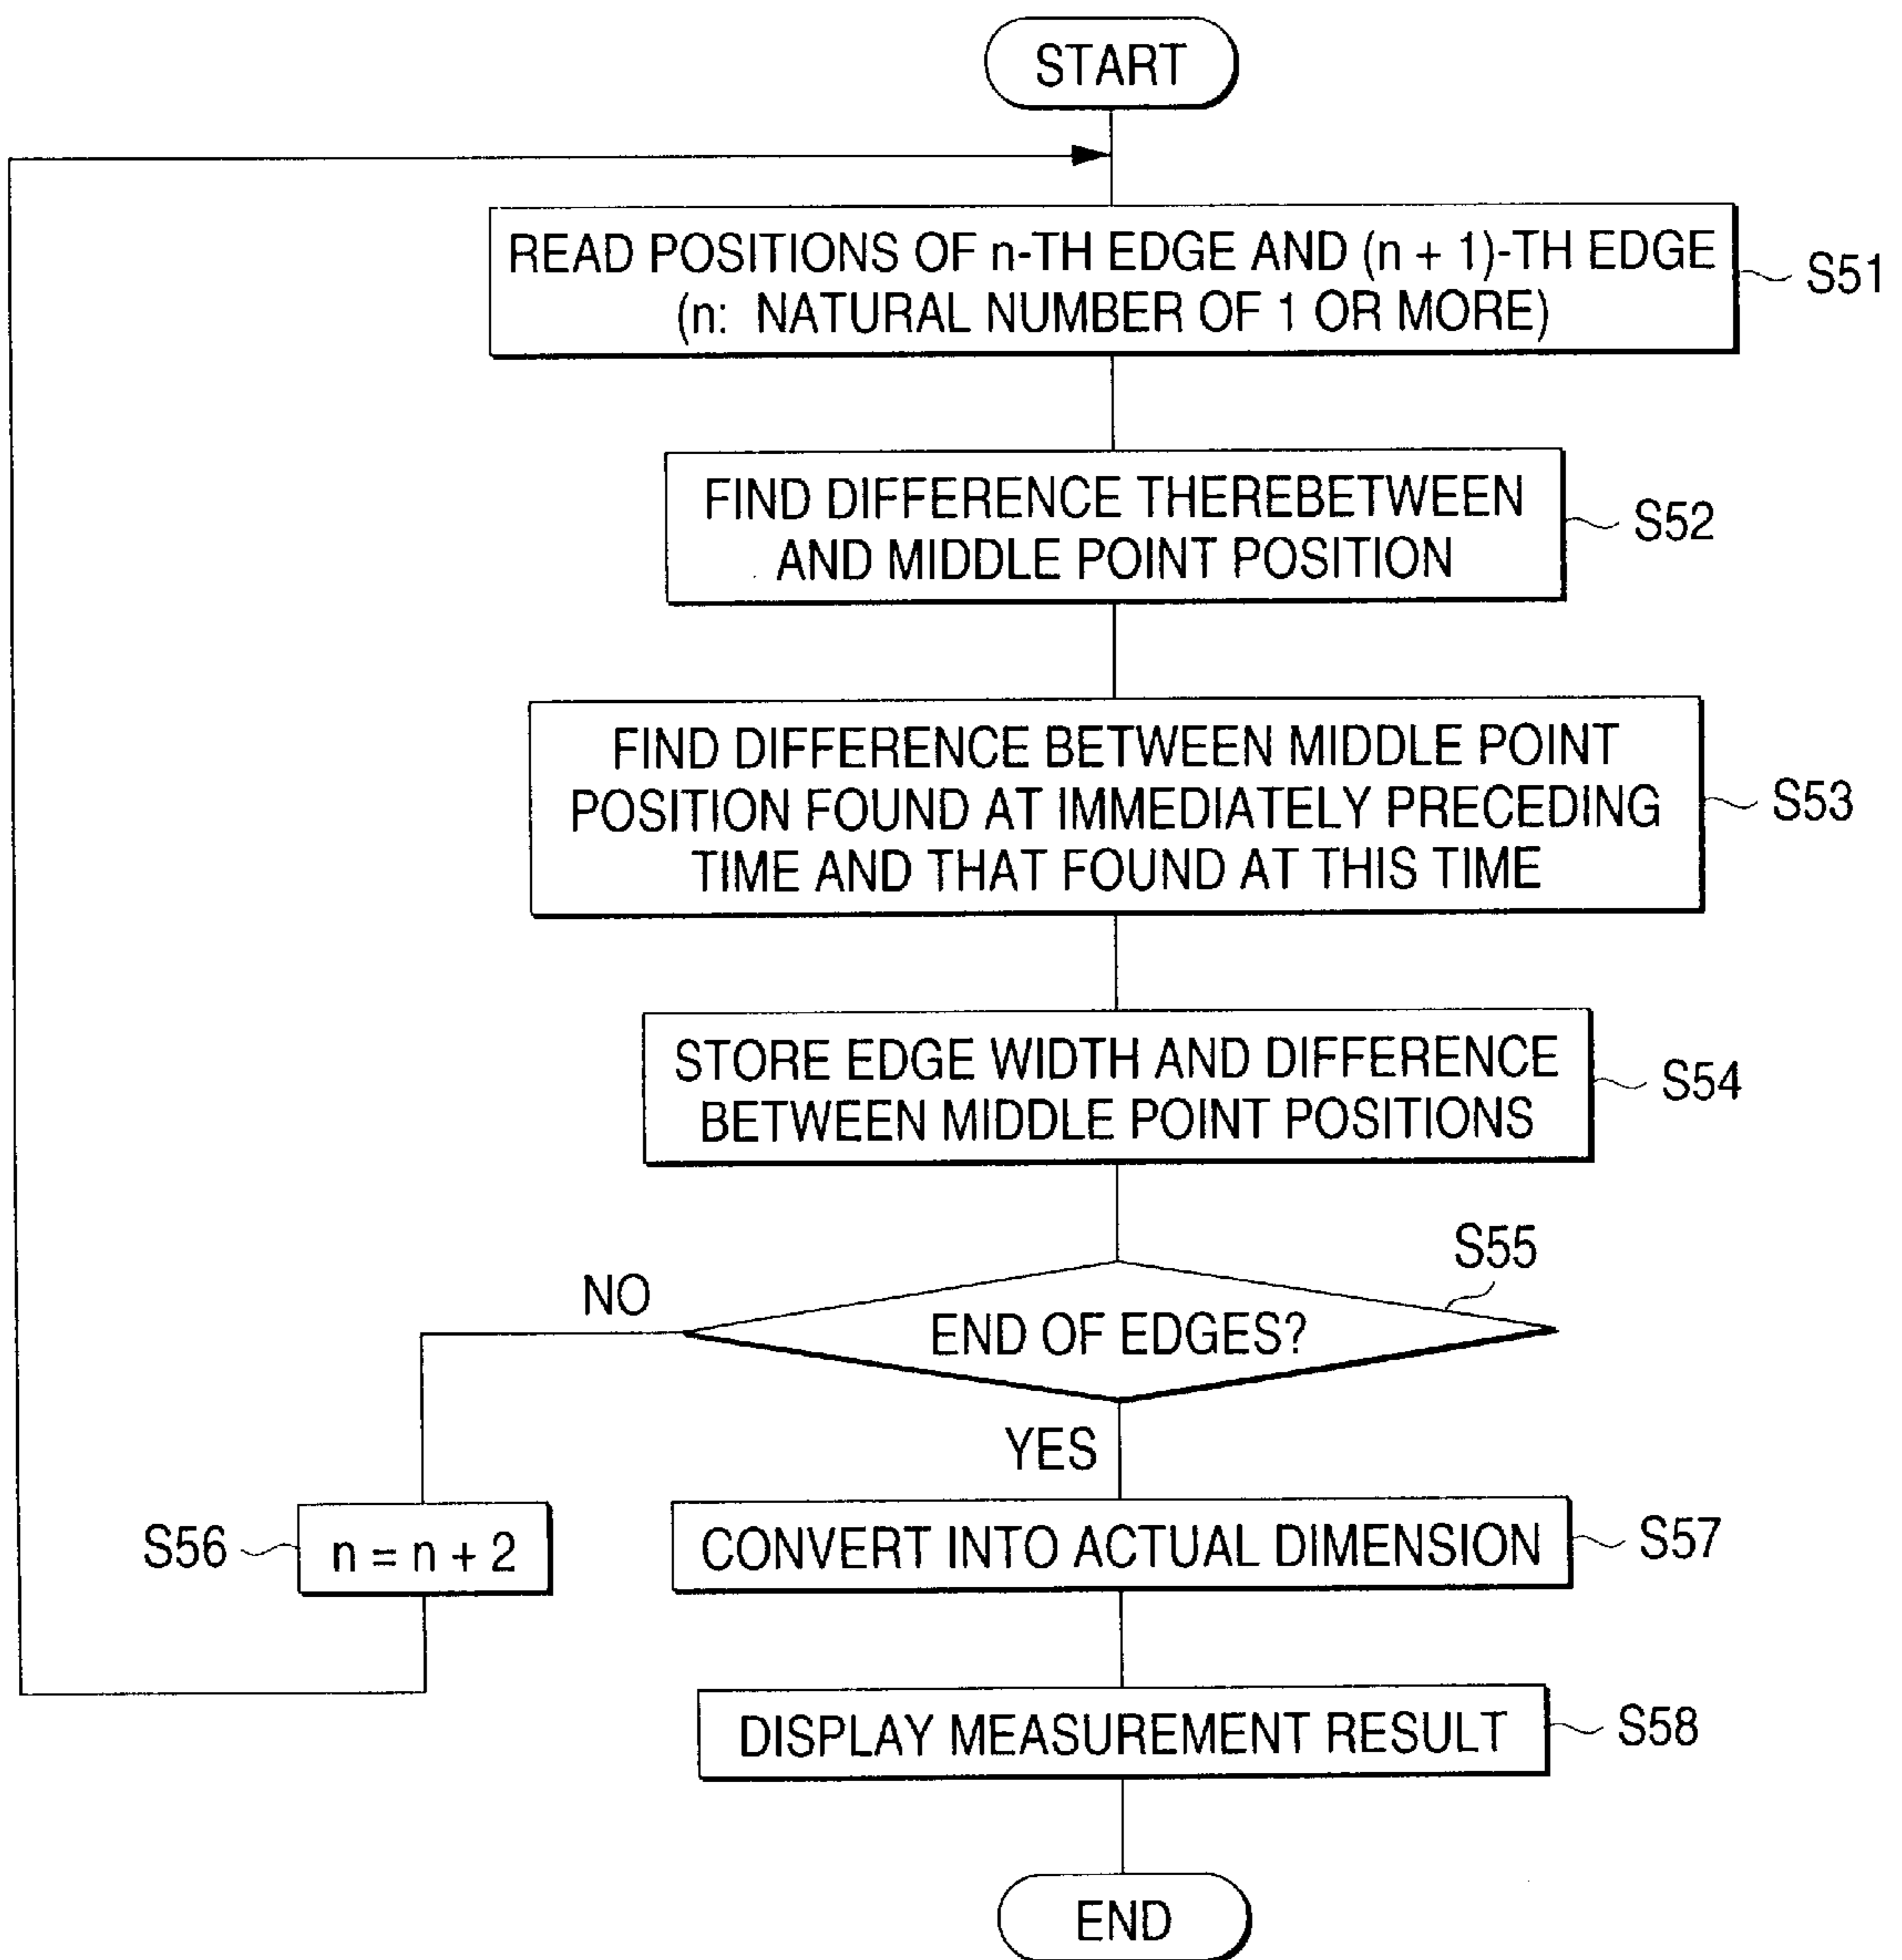 START
READ POSITIONS OF n-TH EDGE AND (n + 1)-TH EDGE
(n: NATURAL NUMBER OF 1 OR MORE)
S51
FIND DIFFERENCE THEREBETWEEN
AND MIDDLE POINT POSITION
S52
FIND DIFFERENCE BETWEEN MIDDLE POINT
POSITION FOUND AT IMMEDIATELY PRECEDING
TIME AND THAT FOUND AT THIS TIME
S53
STORE EDGE WIDTH AND DIFFERENCE
BETWEEN MIDDLE POINT POSITIONS
S54
S55
NO
END OF EDGES?
YES
S56
n = n + 2
CONVERT INTO ACTUAL DIMENSION
S57
DISPLAY MEASUREMENT RESULT
S58
END